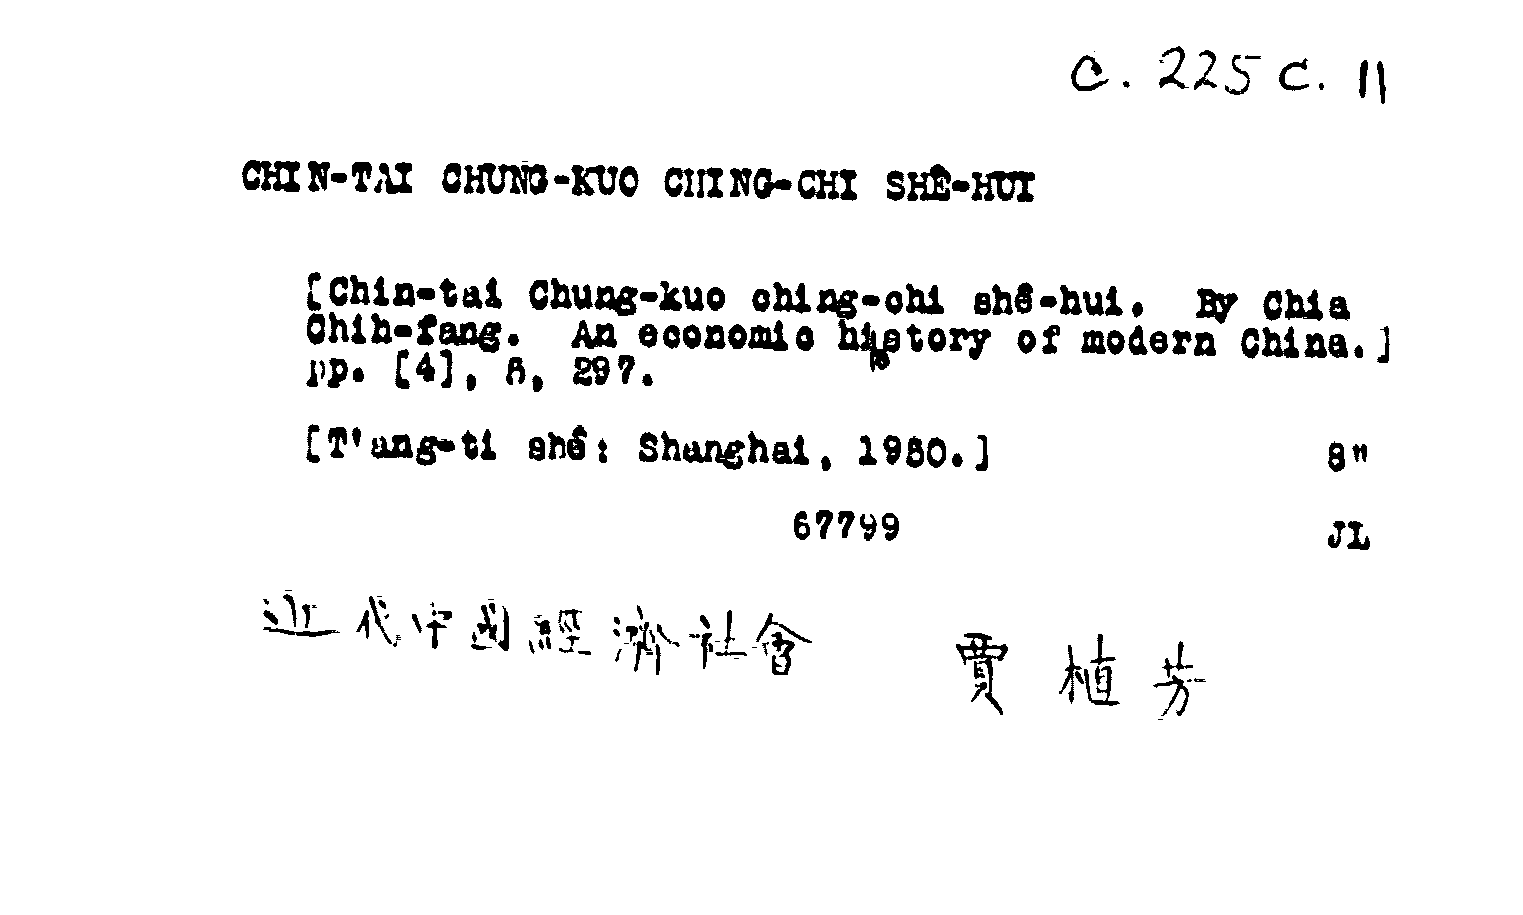 C. 225 c. 11
CHIN-TAI CHUNG-KUO CHING-CHI SHÊ-HUI
[Chin-tai Chung-kuo ching-chi shê-hui. By Chia
Chih-fang. An economic history of modern China.]
pp. [4], 6, 297.
[T'ang-ti shê: Shanghai, 1950.] 8"
67799 JL
近代中國經濟社會 賈植芳